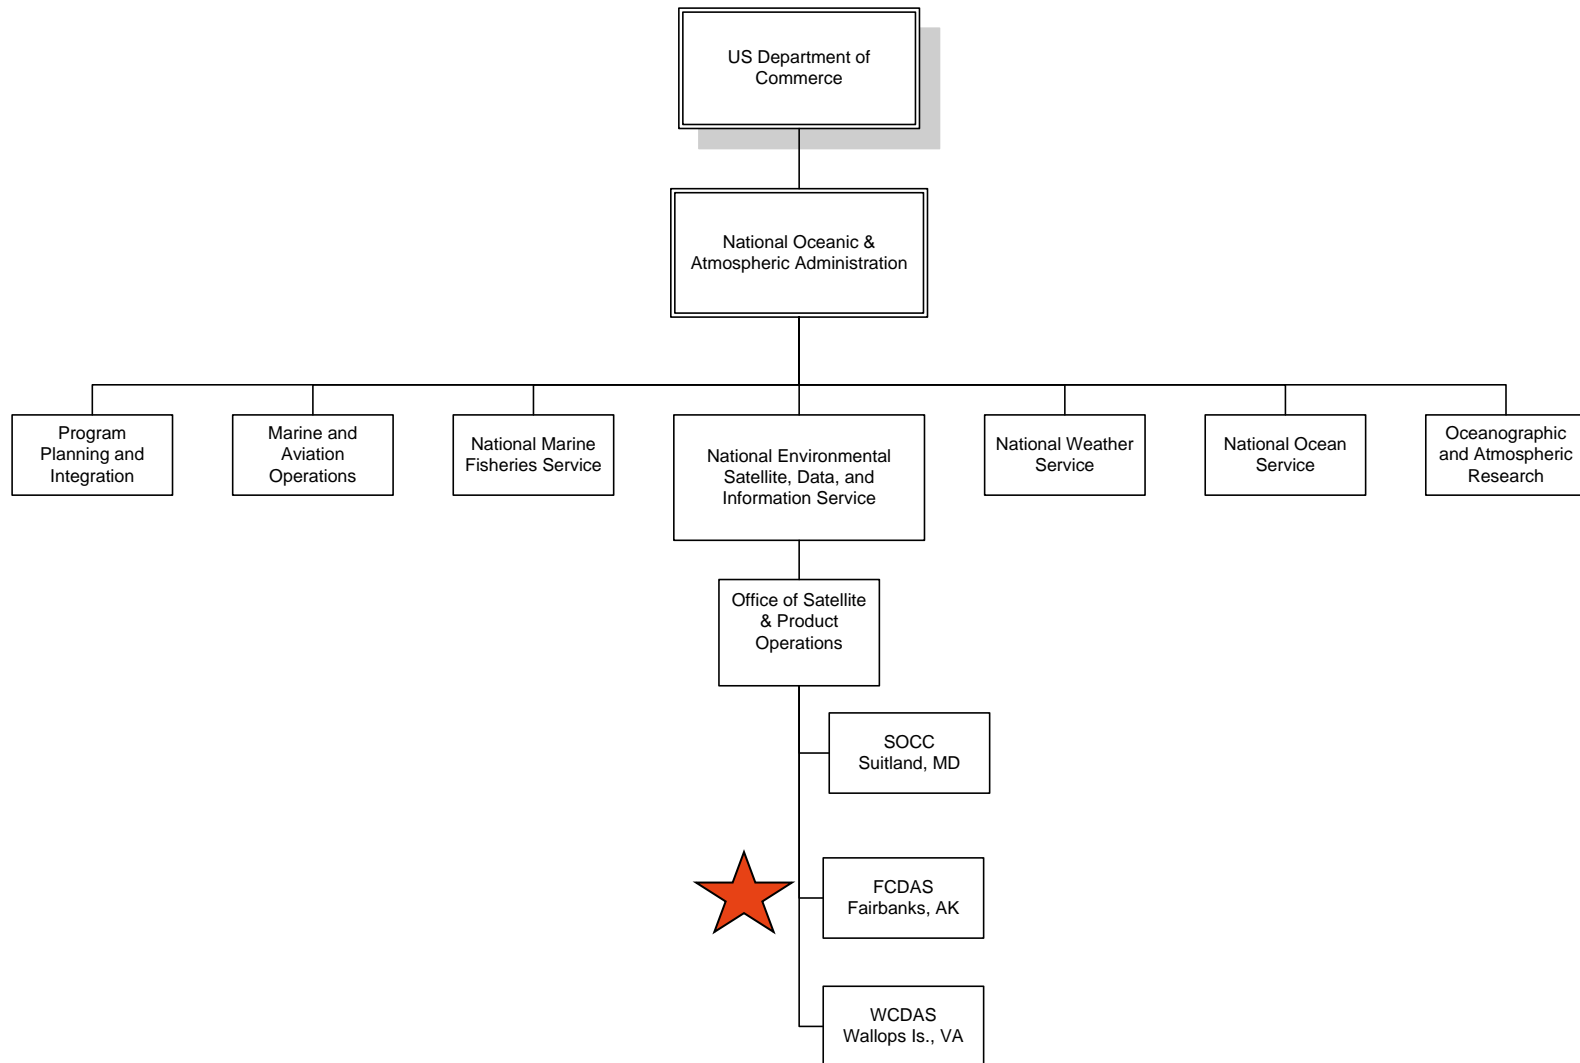 US Department of
Commerce
National Oceanic &
Atmospheric Administration
Program
Planning and
Integration
Marine and
Aviation
Operations
National Marine
Fisheries Service
National Environmental
Satellite, Data, and
Information Service
National Weather
Service
National Ocean
Service
Oceanographic
and Atmospheric
Research
Office of Satellite
& Product
Operations
SOCC
Suitland, MD
FCDAS
Fairbanks, AK
WCDAS
Wallops Is., VA